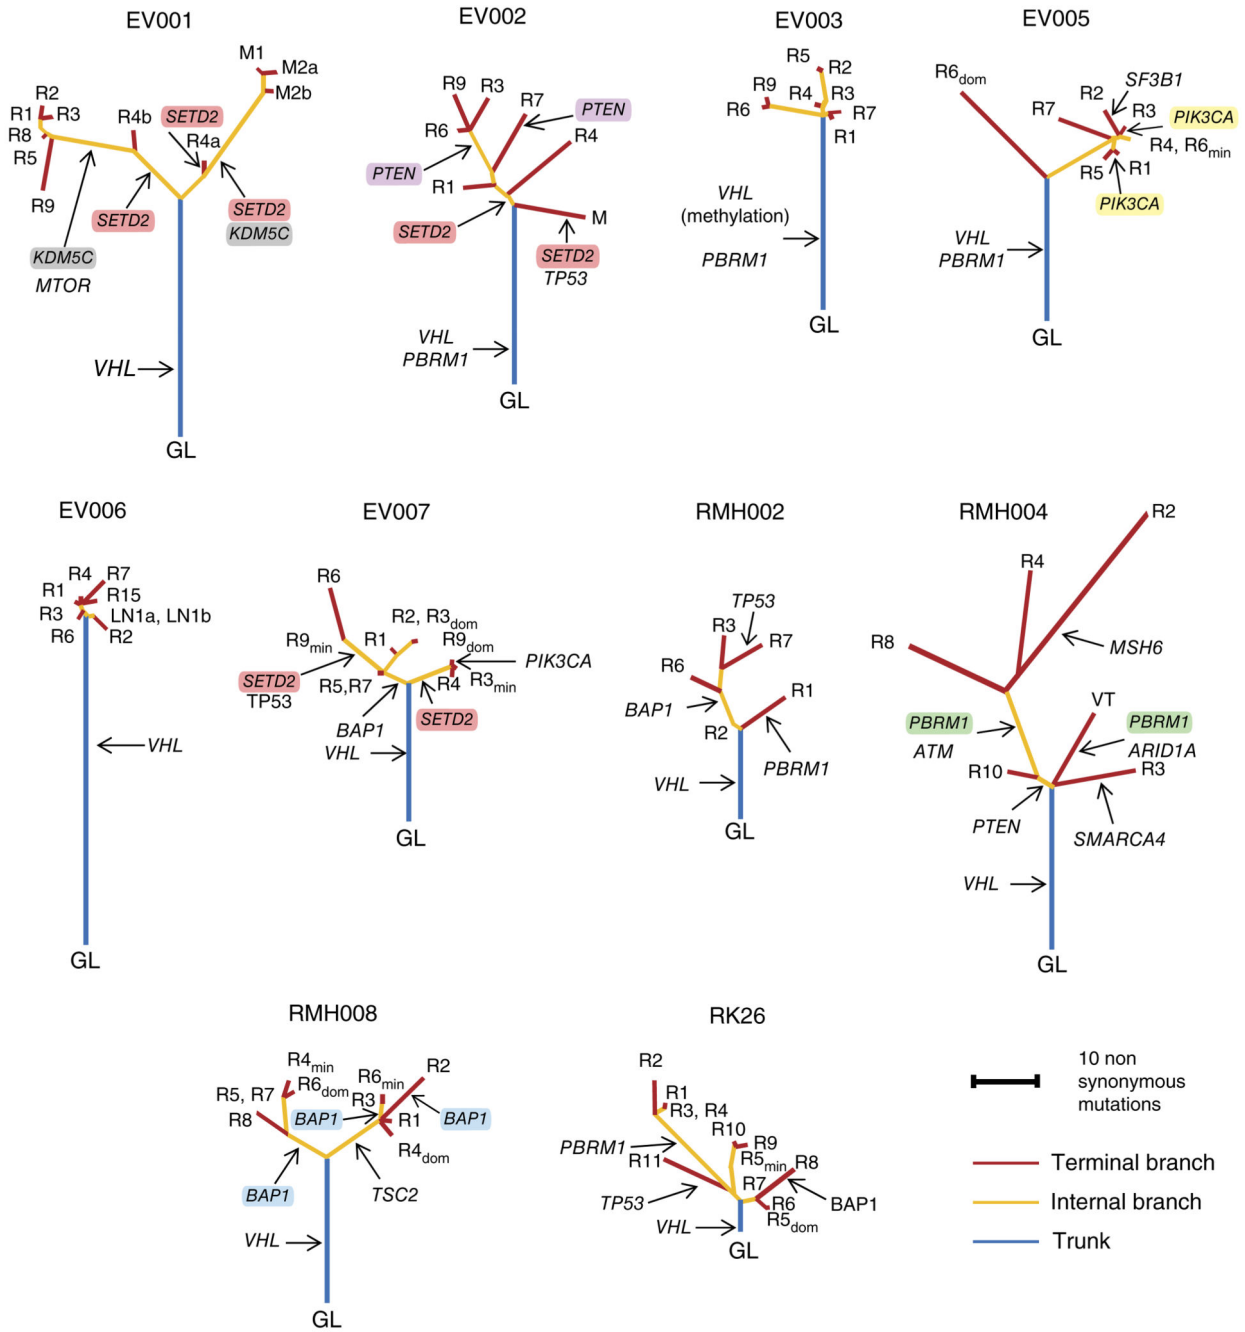 EV001
M1
M2a
M2b
R2
R1
R3
R8
R5
R9
R4b
SETD2
R4a
SETD2
SETD2
KDM5C
KDM5C
MTOR
VHL
GL
EV002
R9
R3
R7
PTEN
R6
R4
PTEN
R1
SETD2
M
SETD2
TP53
VHL
PBRM1
GL
EV003
R5
R2
R9
R4
R3
R6
R7
R1
VHL
(methylation)
PBRM1
GL
EV005
R6dom
SF3B1
R2
R3
PIK3CA
R7
R4, R6min
R5
R1
PIK3CA
VHL
PBRM1
GL
EV006
R4
R7
R1
R15
R3
LN1a, LN1b
R6
R2
VHL
GL
EV007
R6
R2, R3dom
R9min
R1
R9dom
PIK3CA
SETD2
TP53
R5,R7
R4
R3min
BAP1
SETD2
VHL
GL
RMH002
TP53
R3
R7
R6
R1
BAP1
R2
PBRM1
VHL
GL
RMH004
R2
R4
R8
MSH6
VT
PBRM1
ATM
PBRM1
ARID1A
R10
R3
PTEN
SMARCA4
VHL
GL
RMH008
R4min
R2
R5, R7
R6dom
R6min
R8
BAP1
R3
R1
BAP1
R4dom
BAP1
TSC2
VHL
GL
RK26
R2
R1
R3, R4
R10
R9
PBRM1
R11
R5min
R8
R7
TP53
R6
BAP1
R5dom
VHL
GL
10 non
synonymous
mutations
Terminal branch
Internal branch
Trunk